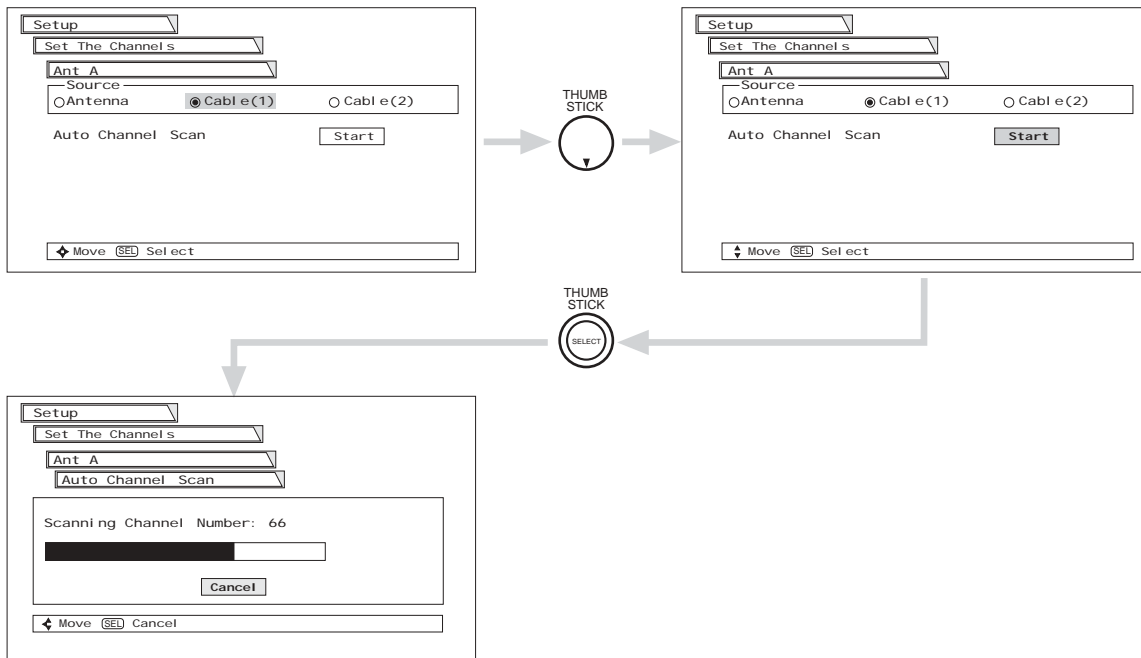 Setup
Set The Channels
Ant A
Source
Antenna Cable(1) Cable(2)
Auto Channel Scan Start
Move SEL Select
THUMB
STICK
Setup
Set The Channels
Ant A
Source
Antenna Cable(1) Cable(2)
Auto Channel Scan Start
Move SEL Select
THUMB
STICK
SELECT
Setup
Set The Channels
Ant A
Auto Channel Scan
Scanning Channel Number: 66
Cancel
Move SEL Cancel